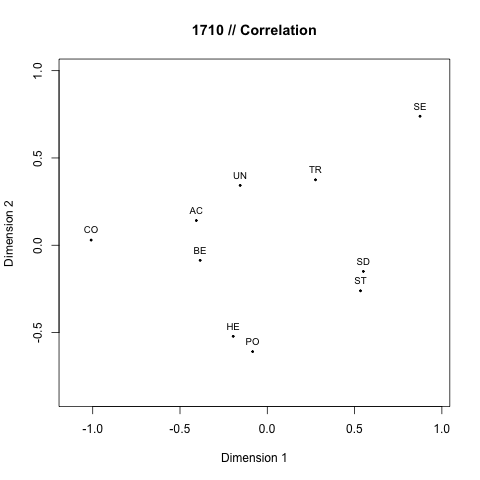 1710 // Correlation
SE
TR
UN
AC
CO
BE
SD
ST
HE
PO
1.0
0.5
0.0
-0.5
Dimension 2
-1.0 -0.5 0.0 0.5 1.0
Dimension 1